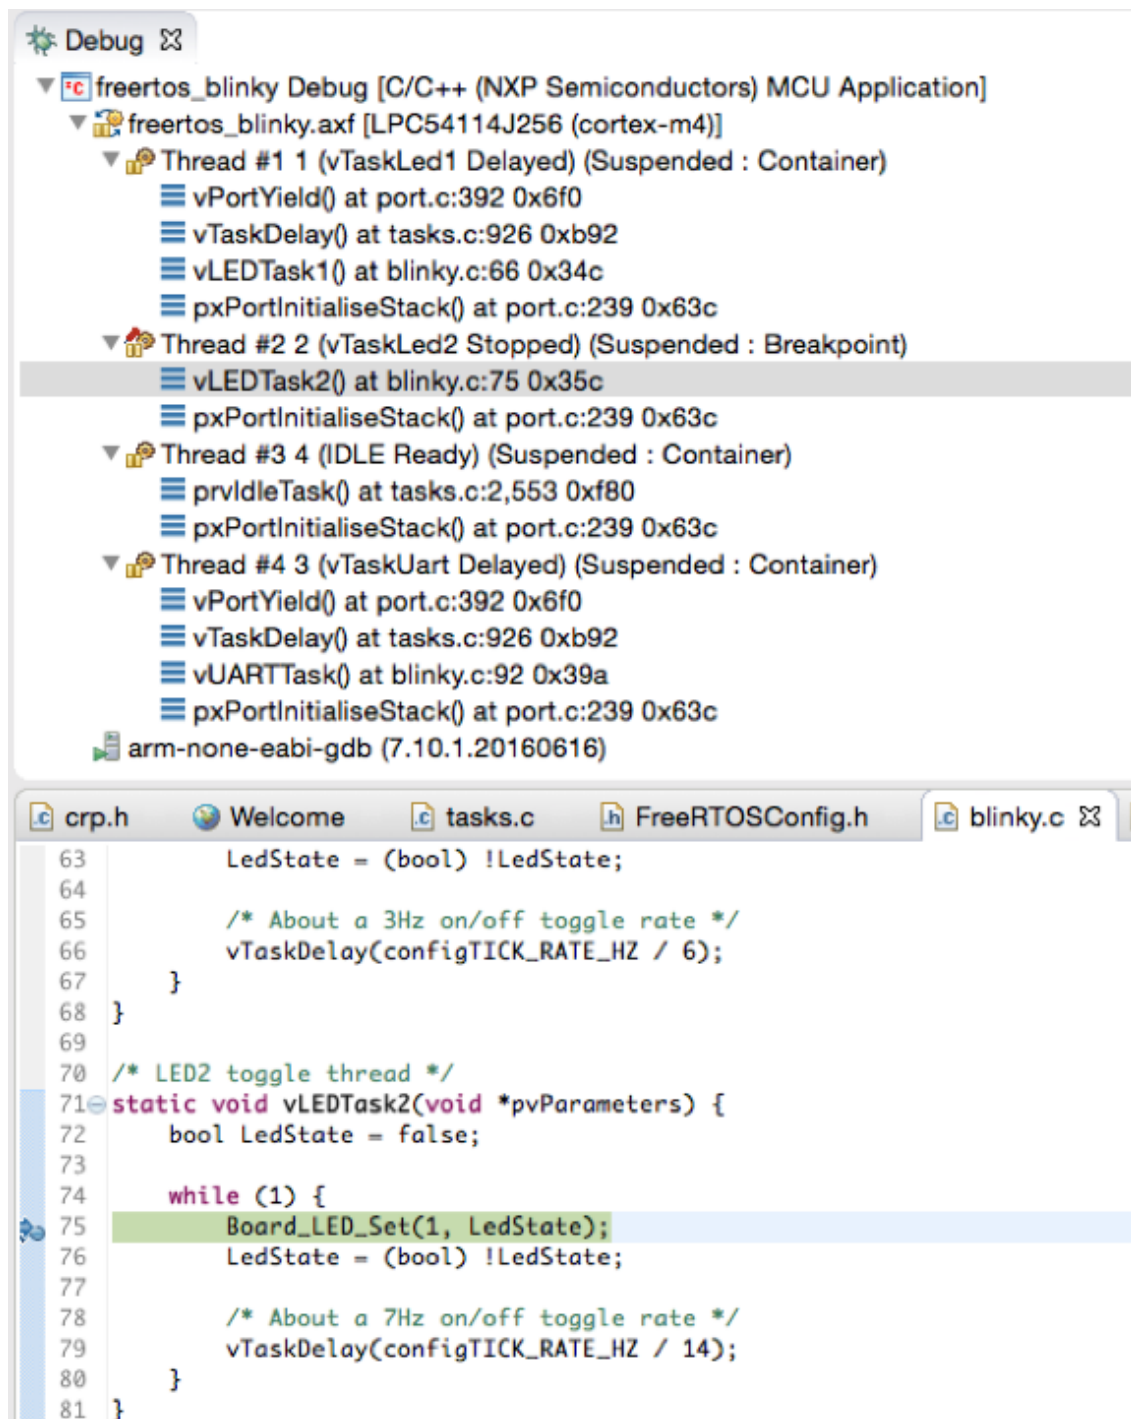 Debug
freertos_blinky Debug [C/C++ (NXP Semiconductors) MCU Application]
freertos_blinky.axf [LPC54114J256 (cortex-m4)]
Thread #1 1 (vTaskLed1 Delayed) (Suspended : Container)
vPortYield() at port.c:392 0x6f0
vTaskDelay() at tasks.c:926 0xb92
vLEDTask1() at blinky.c:66 0x34c
pxPortInitialiseStack() at port.c:239 0x63c
Thread #2 2 (vTaskLed2 Stopped) (Suspended : Breakpoint)
vLEDTask2() at blinky.c:75 0x35c
pxPortInitialiseStack() at port.c:239 0x63c
Thread #3 4 (IDLE Ready) (Suspended : Container)
prvIdleTask() at tasks.c:2,553 0xf80
pxPortInitialiseStack() at port.c:239 0x63c
Thread #4 3 (vTaskUart Delayed) (Suspended : Container)
vPortYield() at port.c:392 0x6f0
vTaskDelay() at tasks.c:926 0xb92
vUARTTask() at blinky.c:92 0x39a
pxPortInitialiseStack() at port.c:239 0x63c
arm-none-eabi-gdb (7.10.1.20160616)
.c crp.h Welcome .c tasks.c .h FreeRTOSConfig.h .c blinky.c
63 LedState = (bool) !LedState;
64
65 /* About a 3Hz on/off toggle rate */
66 vTaskDelay(configTICK_RATE_HZ / 6);
67 }
68 }
69
70 /* LED2 toggle thread */
71 static void vLEDTask2(void *pvParameters) {
72 bool LedState = false;
73
74 while (1) {
75 Board_LED_Set(1, LedState);
76 LedState = (bool) !LedState;
77
78 /* About a 7Hz on/off toggle rate */
79 vTaskDelay(configTICK_RATE_HZ / 14);
80 }
81 }